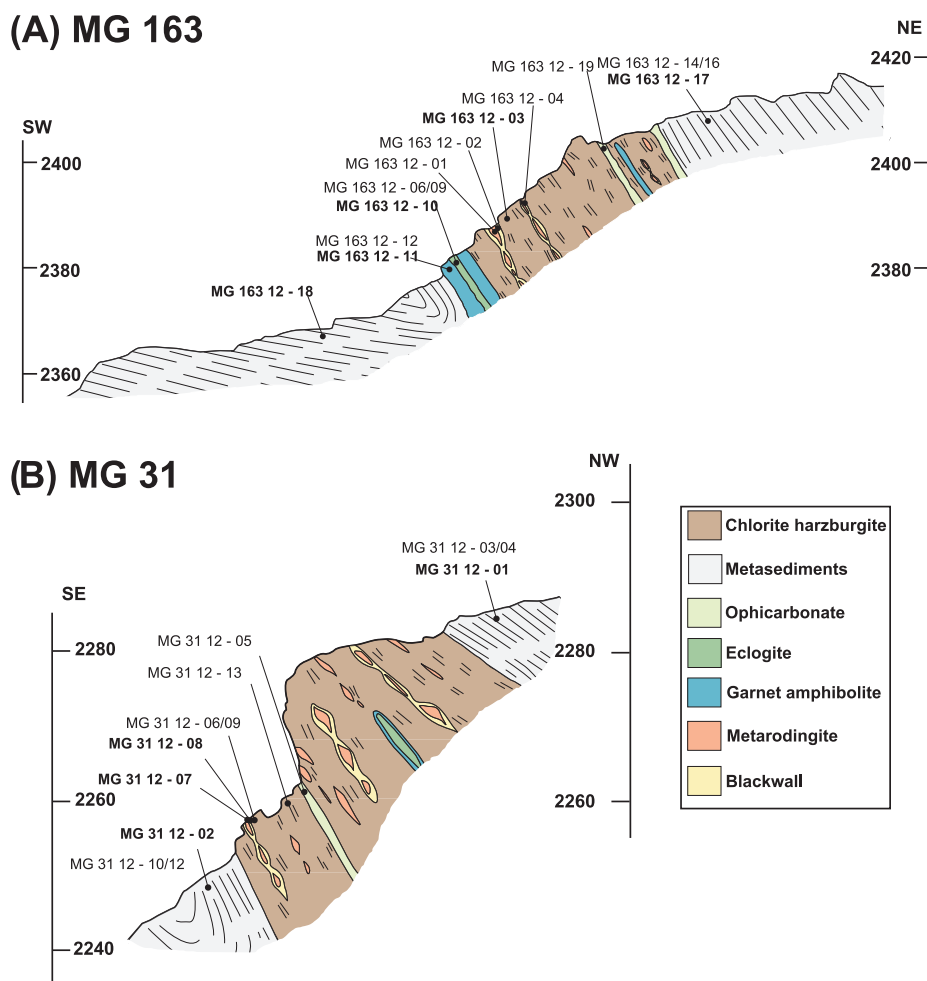 (A) MG 163
NE
2420
MG 163 12 - 19
MG 163 12 - 14/16
MG 163 12 - 17
MG 163 12 - 04
MG 163 12 - 03
SW
MG 163 12 - 02
2400
2400
MG 163 12 - 01
MG 163 12 - 06/09
MG 163 12 - 10
MG 163 12 - 12
MG 163 12 - 11
2380
2380
MG 163 12 - 18
2360
(B) MG 31
NW
2300
Chlorite harzburgite
Metasediments
Ophicarbonate
Eclogite
Garnet amphibolite
Metarodingite
Blackwall
MG 31 12 - 03/04
MG 31 12 - 01
SE
MG 31 12 - 05
2280
2280
MG 31 12 - 13
MG 31 12 - 06/09
MG 31 12 - 08
MG 31 12 - 07
2260
2260
MG 31 12 - 02
MG 31 12 - 10/12
2240